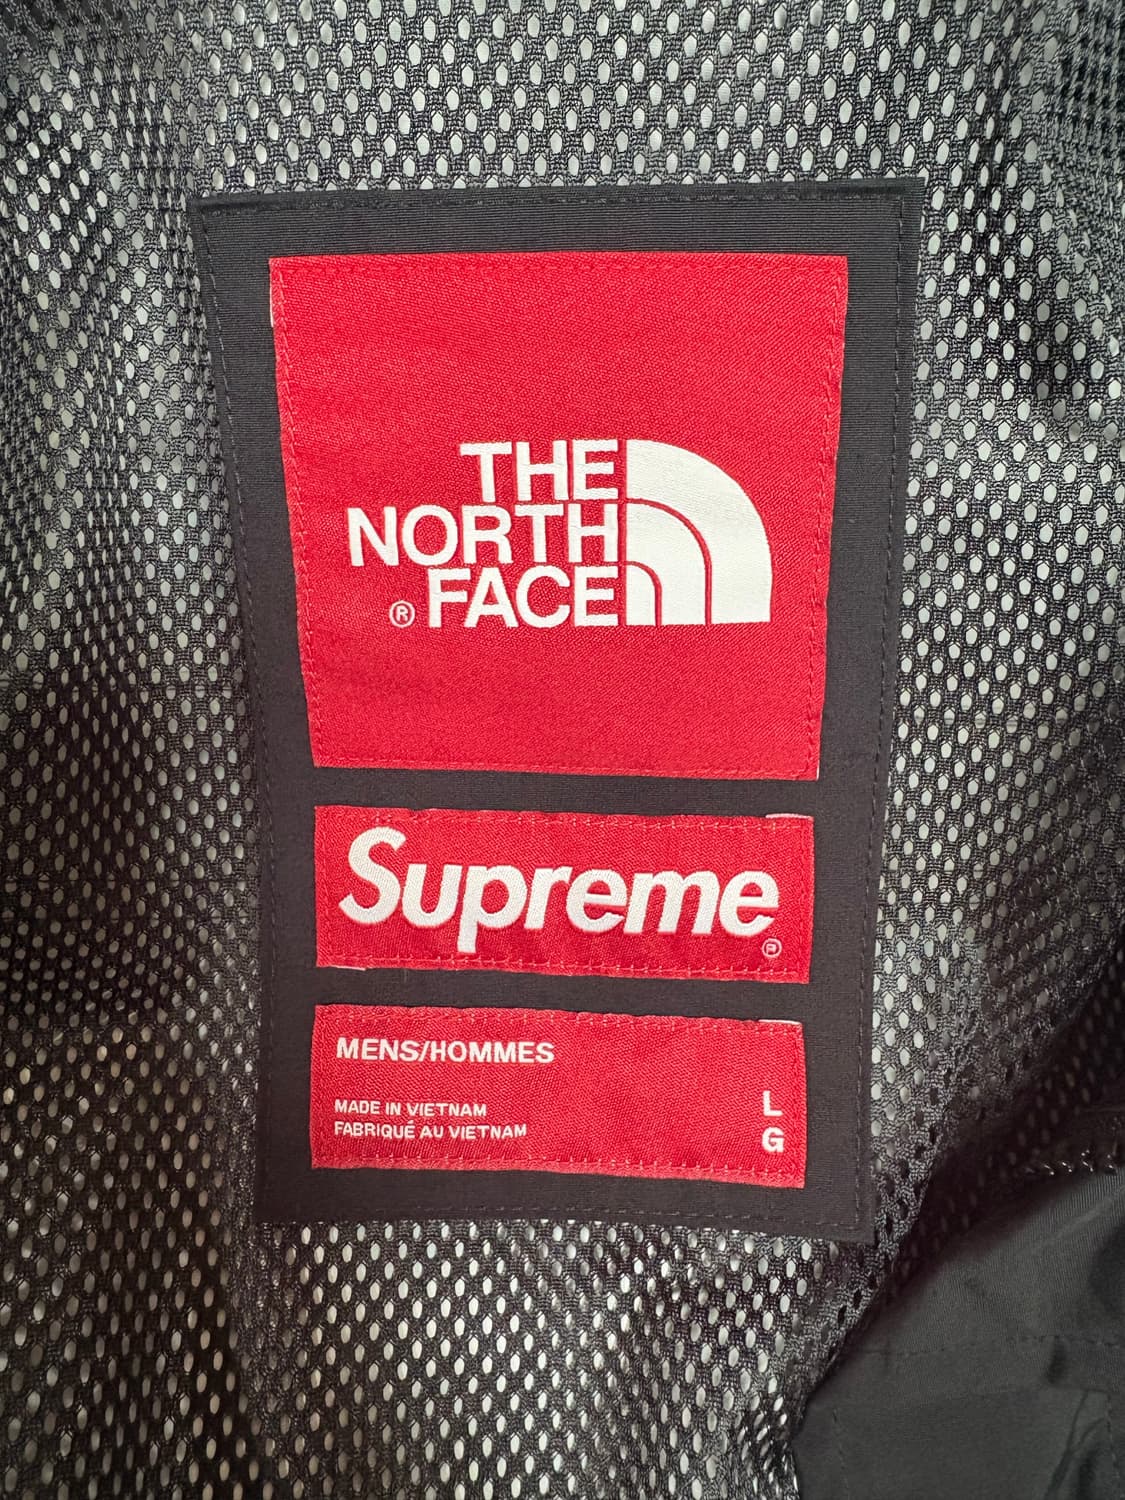 THE
NORTH
® FACE
Supreme
®
MENS/HOMMES
MADE IN VIETNAM
FABRIQUÉ AU VIETNAM
L
G